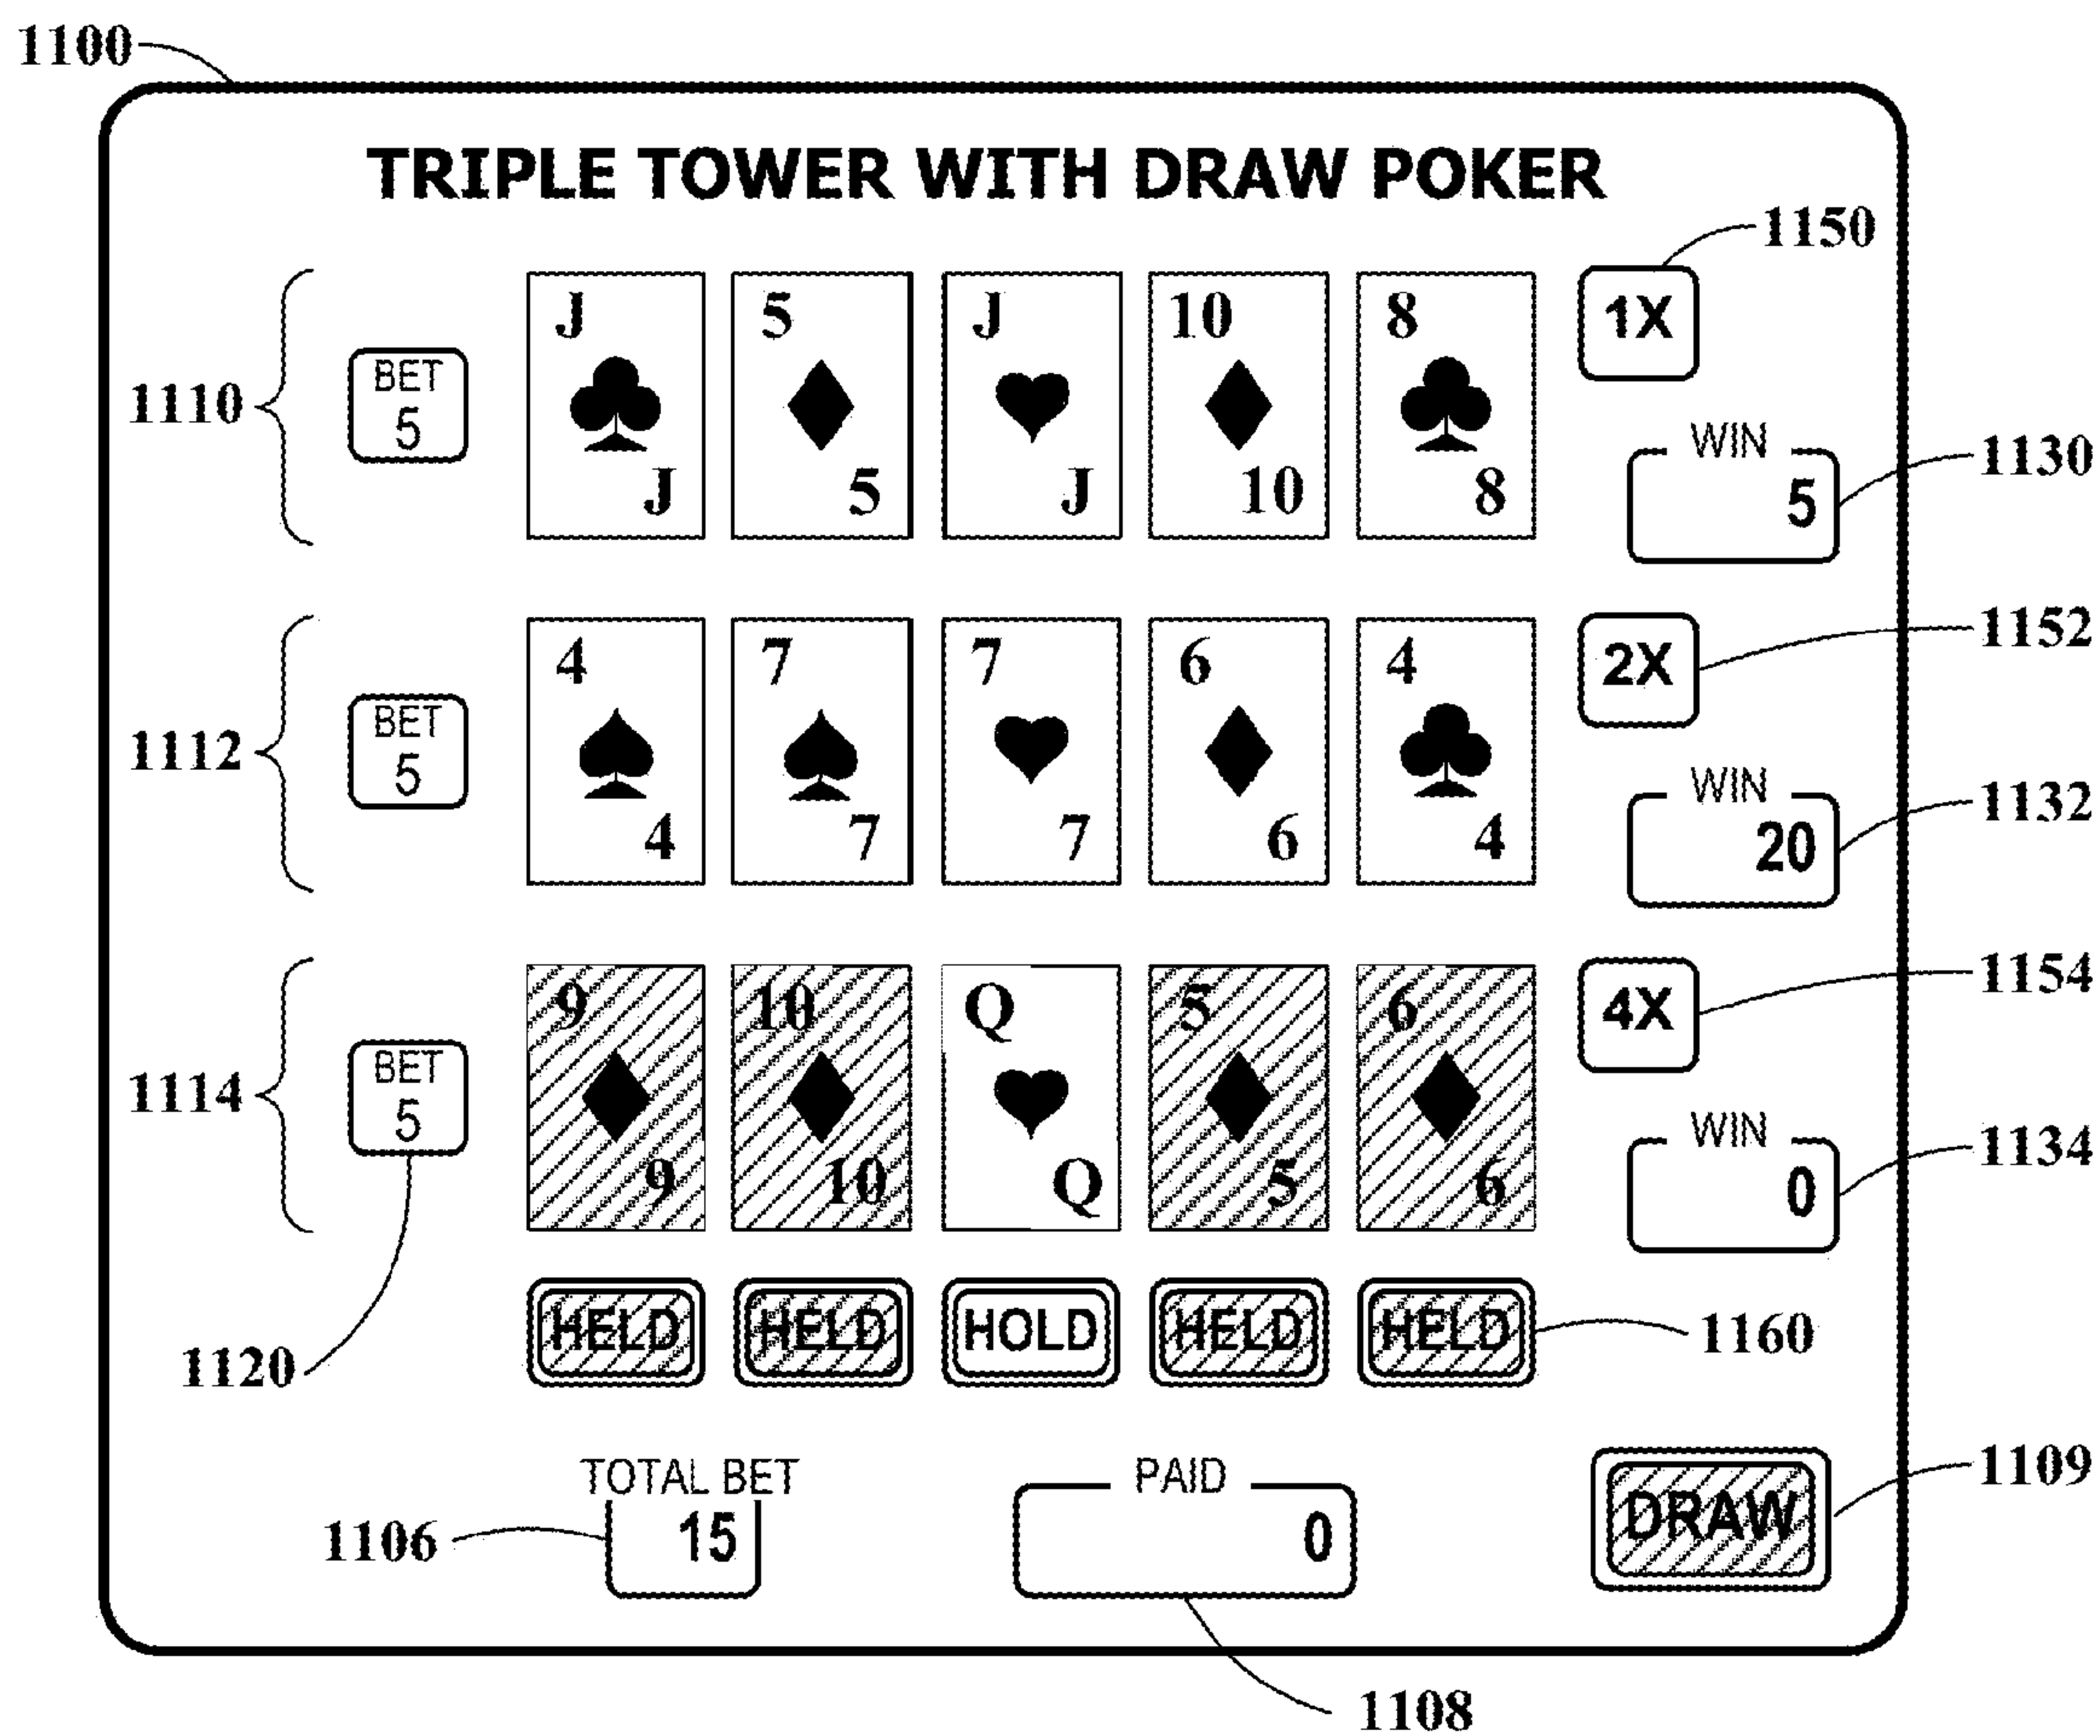 1100
TRIPLE TOWER WITH DRAW POKER
1150
J 5 J 10 8
1X
BET
1110
5
WIN
1130
5
J 5 J 10 8
1152
4 7 7 6 4
2X
BET
1112
5
WIN
1132
20
4 7 7 6 4
1154
9 10 Q 5 6
4X
BET
1114
5
WIN
1134
0
9 10 Q 5 6
HELD HELD HOLD HELD HELD
1160
1120
TOTAL BET
PAID
1109
1106
15
0
DRAW
1108